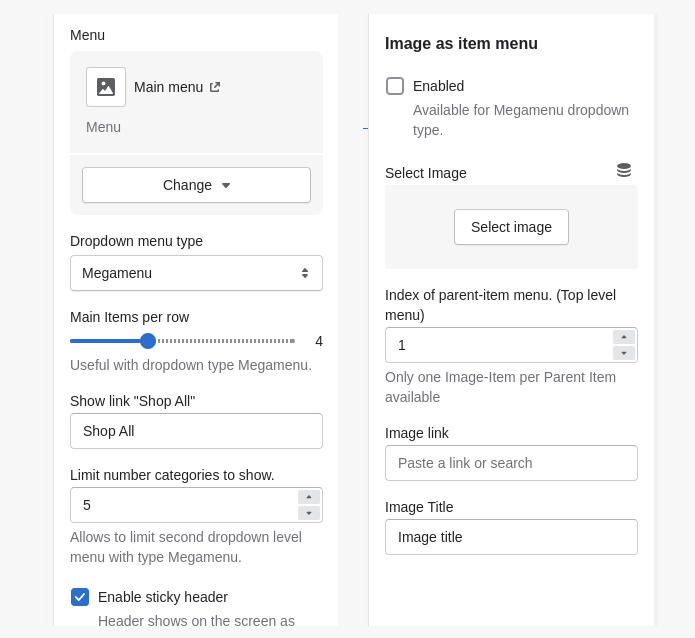 Menu
Main menu
Menu
Change
Dropdown menu type
Megamenu
Main Items per row
4
Useful with dropdown type Megamenu.
Show link "Shop All"
Shop All
Limit number categories to show.
5
Allows to limit second dropdown level
menu with type Megamenu.
Enable sticky header
Header shows on the screen as
Image as item menu
Enabled
Available for Megamenu dropdown
type.
Select Image
Select image
Index of parent-item menu. (Top level
menu)
1
Only one Image-Item per Parent Item
available
Image link
Paste a link or search
Image Title
Image title